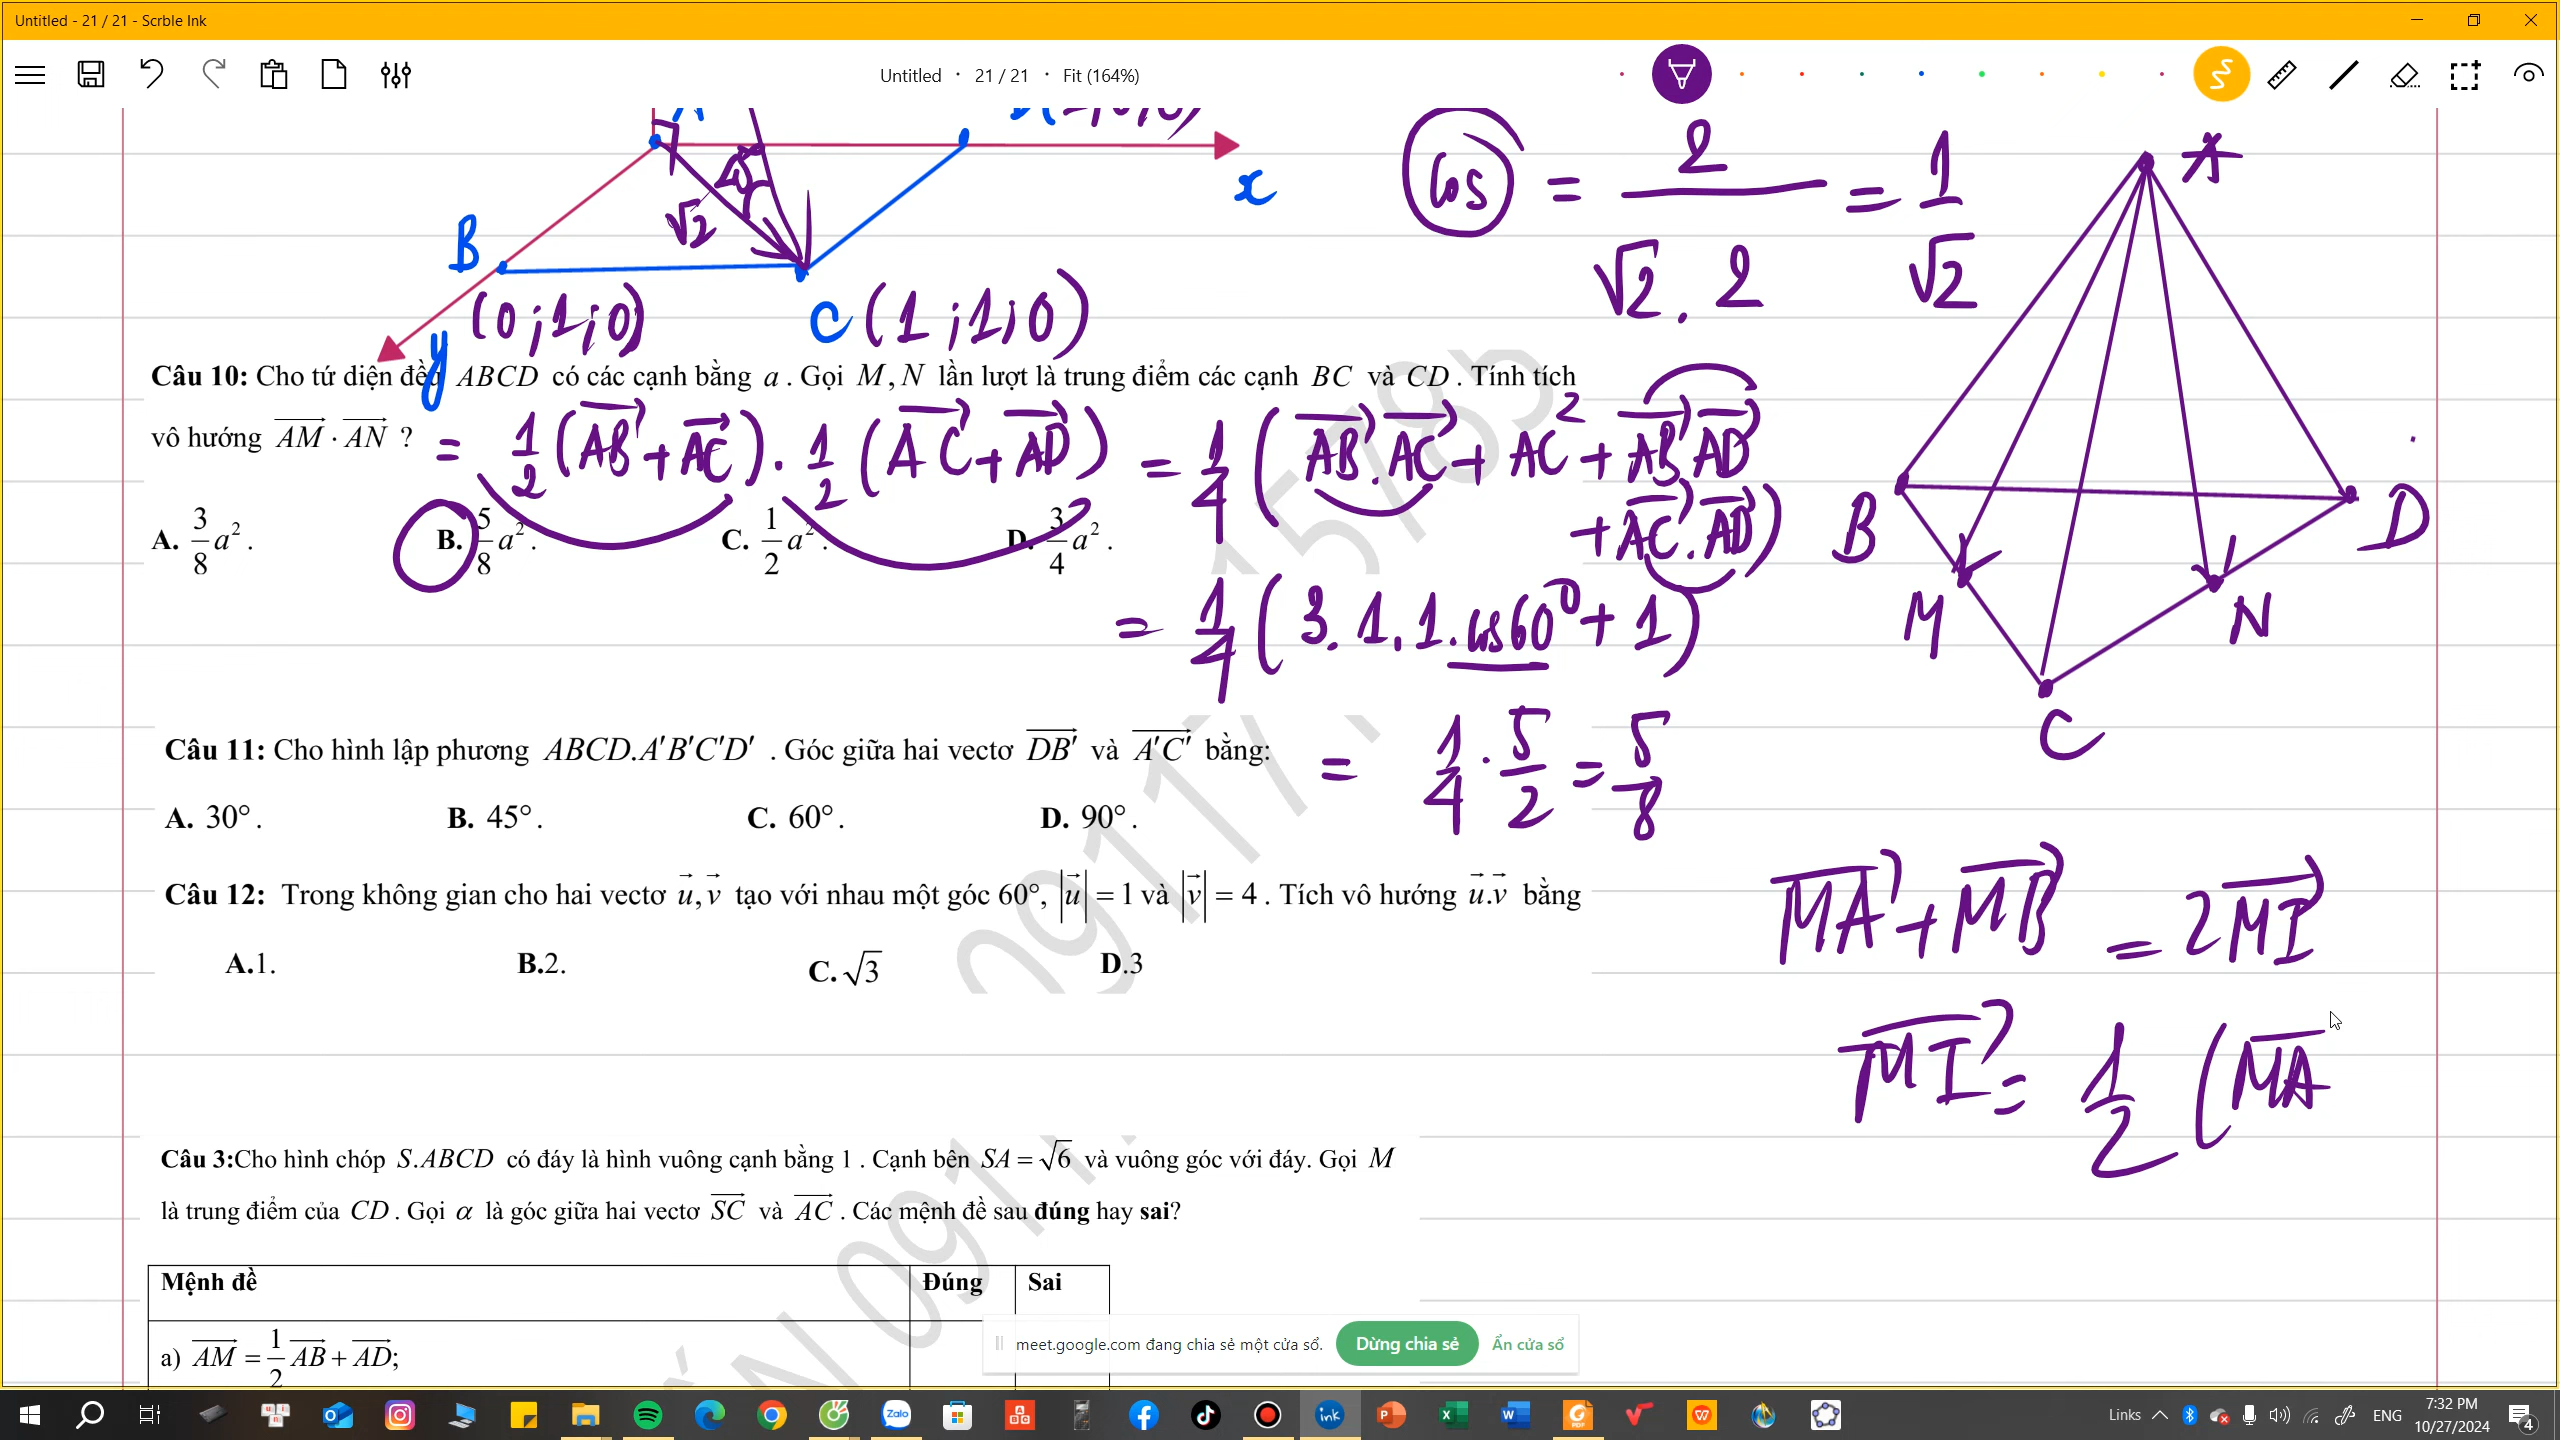 Untitled - 21 / 21 - Scrble Ink
Untitled · 21 / 21 · Fit (164%)
x
B
√2
(0;1;0)
C (1;1;0)
y
cos = 2 / √2 . 2 = 1 / √2
A
Câu 10: Cho tứ diện đều ABCD có các cạnh bằng a . Gọi M, N lần lượt là trung điểm các cạnh BC và CD . Tính tích
vô hướng AM · AN ? = 1/2 (AB + AC) . 1/2 (AC + AD) = 1/4 (AB . AC + AC² + AB AD
+ AC . AD)
A. 3/8 a² . B. 5/8 a² . C. 1/2 a² . D. 3/4 a² .
B D
= 1/4 (3. 1. 1. cos60⁰ + 1)
M N
C
= 1/4 . 5/2 = 5/8
Câu 11: Cho hình lập phương ABCD.A'B'C'D' . Góc giữa hai vectơ DB' và A'C' bằng:
A. 30° . B. 45° . C. 60° . D. 90° .
MA + MB = 2MI
Câu 12: Trong không gian cho hai vectơ u, v tạo với nhau một góc 60°, |u| = 1 và |v| = 4 . Tích vô hướng u.v bằng
A.1. B.2. C. √3 D.3
MI = 1/2 (MA
Câu 3:Cho hình chóp S.ABCD có đáy là hình vuông cạnh bằng 1 . Cạnh bên SA = √6 và vuông góc với đáy. Gọi M
là trung điểm của CD . Gọi α là góc giữa hai vectơ SC và AC . Các mệnh đề sau đúng hay sai?
Mệnh đề Đúng Sai
a) AM = 1/2 AB + AD;
meet.google.com đang chia sẻ một cửa sổ. Dừng chia sẻ Ẩn cửa sổ
Links ENG 7:32 PM
10/27/2024
4